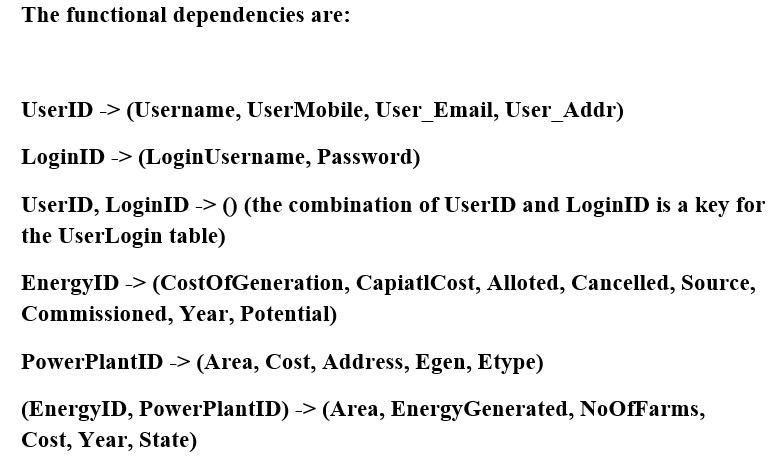 The functional dependencies are:
UserID -> (Username, UserMobile, User_Email, User_Addr)
LoginID -> (LoginUsername, Password)
UserID, LoginID -> () (the combination of UserID and LoginID is a key for
the UserLogin table)
EnergyID -> (CostOfGeneration, CapiatlCost, Alloted, Cancelled, Source,
Commissioned, Year, Potential)
PowerPlantID -> (Area, Cost, Address, Egen, Etype)
(EnergyID, PowerPlantID) -> (Area, EnergyGenerated, NoOfFarms,
Cost, Year, State)